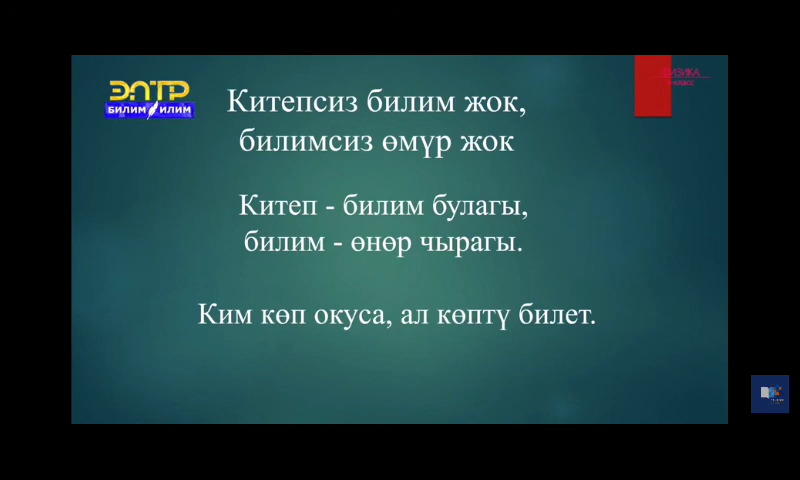 ЭЛТР
БИЛИМ ИЛИМ
ФИЗИКА
Китепсиз билим жок,
билимсиз өмүр жок
Китеп - билим булагы,
билим - өнөр чырагы.
Ким көп окуса, ал көптү билет.